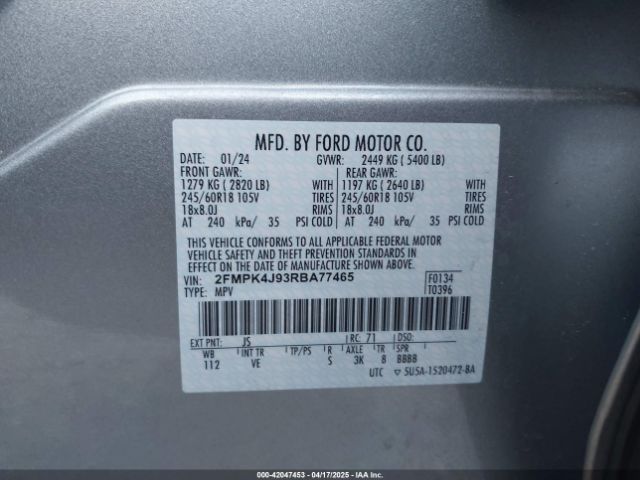 MFD. BY FORD MOTOR CO.
DATE: 01/24 GVWR: 2449 KG ( 5400 LB)
FRONT GAWR: REAR GAWR:
1279 KG ( 2820 LB) WITH 1197 KG ( 2640 LB) WITH
245/60R18 105V TIRES 245/60R18 105V TIRES
18x8.0J RIMS 18x8.0J RIMS
AT 240 kPa/ 35 PSI COLD AT 240 kPa/ 35 PSI COLD
THIS VEHICLE CONFORMS TO ALL APPLICABLE FEDERAL MOTOR
VEHICLE SAFETY AND THEFT PREVENTION STANDARDS IN
EFFECT ON THE DATE OF MANUFACTURE SHOWN ABOVE.
VIN: 2FMPK4J93RBA77465 F0134
TYPE: MPV T0396
EXT PNT: JS RC: 71 DSO:
WB INT TR TP/PS R AXLE TR SPR
112 VE S 3K 8 BBBB
UTC SU5A-1520472-BA
000-42047453 - 04/17/2025 - IAA Inc.